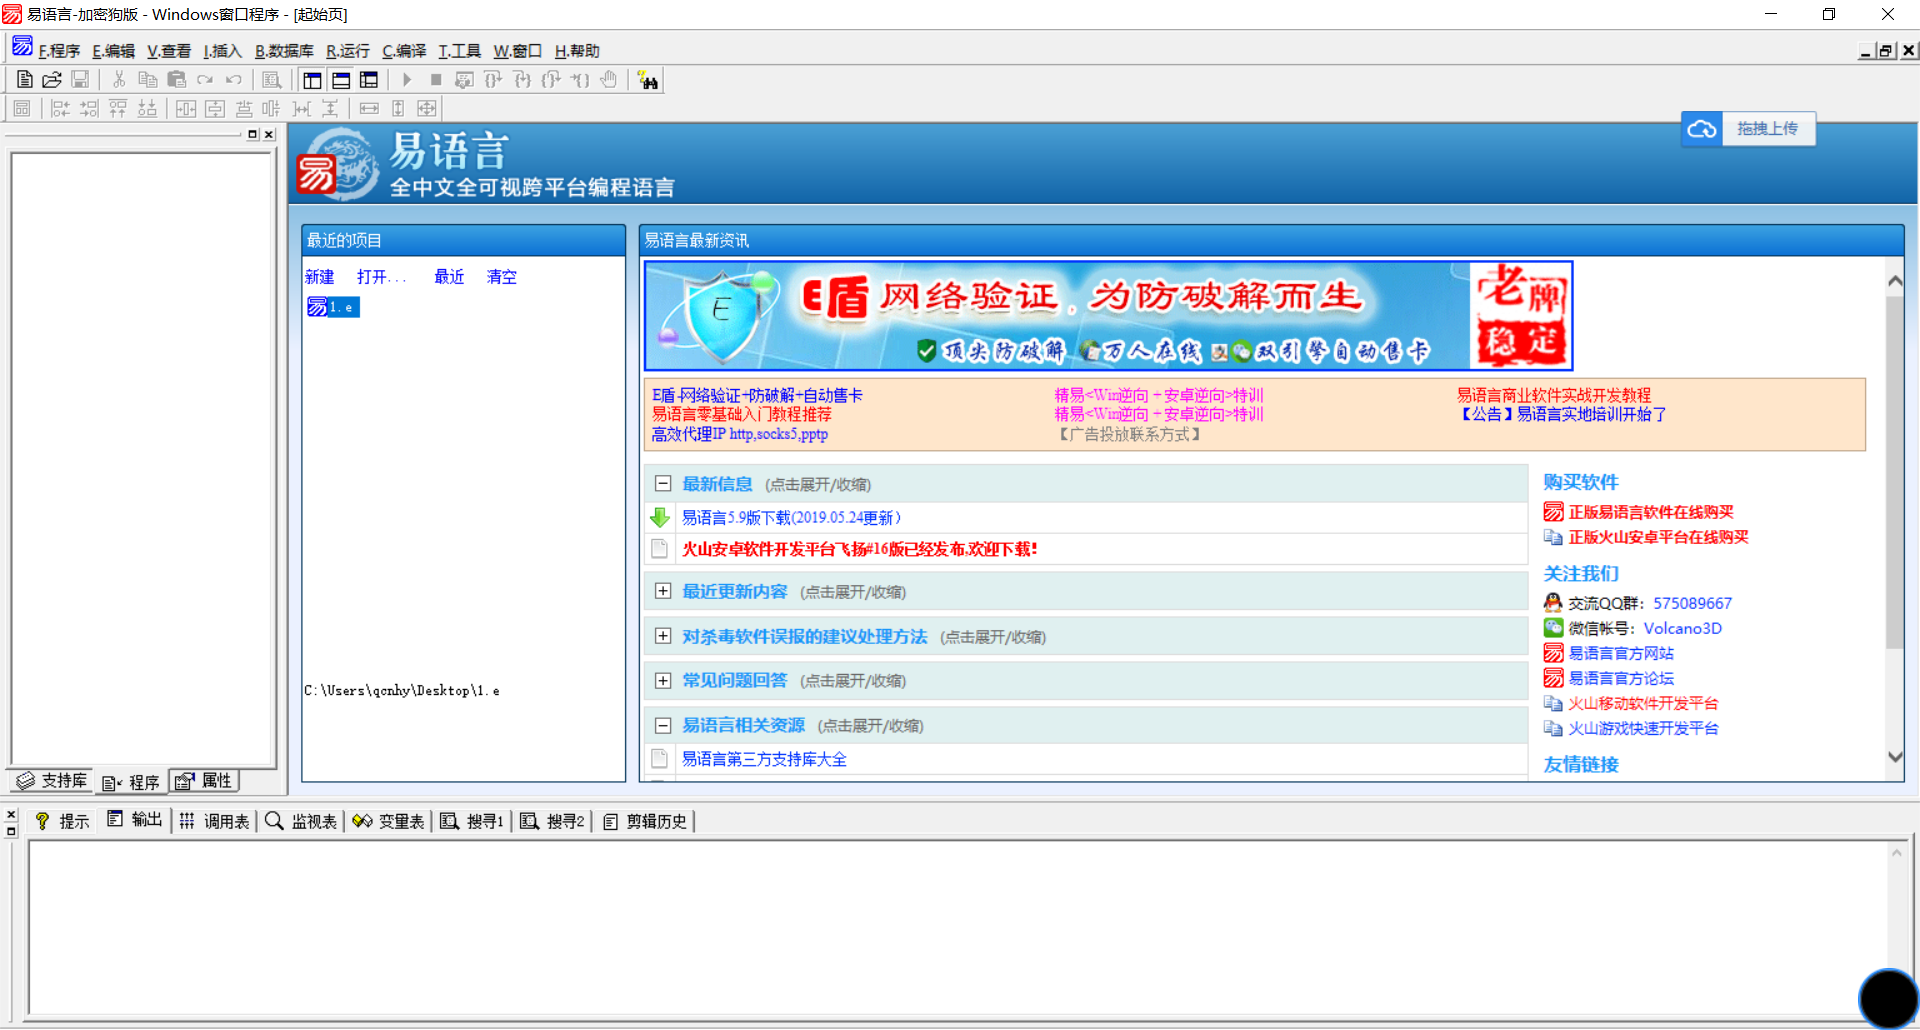 易语言-加密狗版 - Windows窗口程序 - [起始页]
F.程序 E.编辑 V.查看 I.插入 B.数据库 R.运行 C.编译 T.工具 W.窗口 H.帮助
拖拽上传
易语言
全中文全可视跨平台编程语言
最近的项目
新建 打开... 最近 清空
1.e
C:\Users\qcnhy\Desktop\1.e
易语言最新资讯
E
E盾 网络验证，为防破解而生
老牌
稳定
顶尖防破解 万人在线 双引擎自动售卡
E盾-网络验证+防破解+自动售卡 精易<Win逆向 + 安卓逆向>特训 易语言商业软件实战开发教程
易语言零基础入门教程推荐 精易<Win逆向 + 安卓逆向>特训 【公告】易语言实地培训开始了
高效代理IP http,socks5,pptp 【广告投放联系方式】
最新信息 (点击展开/收缩)
易语言5.9版下载(2019.05.24更新）
火山安卓软件开发平台飞扬#16版已经发布,欢迎下载!
最近更新内容 (点击展开/收缩)
对杀毒软件误报的建议处理方法 (点击展开/收缩)
常见问题回答 (点击展开/收缩)
易语言相关资源 (点击展开/收缩)
易语言第三方支持库大全
购买软件
正版易语言软件在线购买
正版火山安卓平台在线购买
关注我们
交流QQ群：575089667
微信帐号：Volcano3D
易语言官方网站
易语言官方论坛
火山移动软件开发平台
火山游戏快速开发平台
友情链接
支持库 程序 属性
提示 输出 调用表 监视表 变量表 搜寻1 搜寻2 剪辑历史